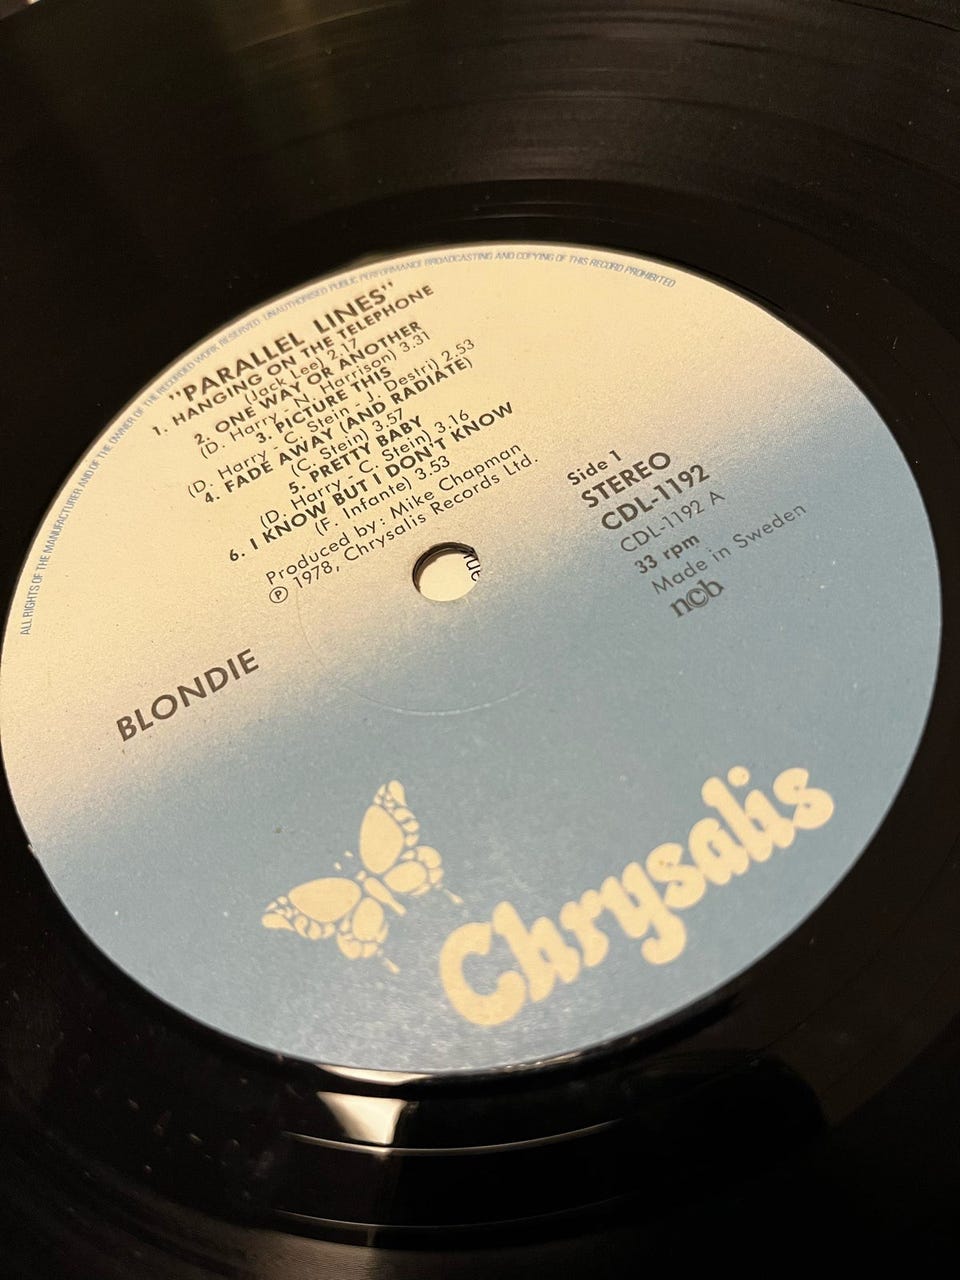 ALL RIGHTS OF THE MANUFACTURER AND OF THE OWNER OF THE RECORDED WORK RESERVED. UNAUTHORISED PUBLIC PERFORMANCE BROADCASTING AND COPYING OF THIS RECORD PROHIBITED
"PARALLEL LINES"
1. HANGING ON THE TELEPHONE
(Jack Lee) 2.17
2. ONE WAY OR ANOTHER
(D. Harry - N. Harrison) 3.31
3. PICTURE THIS
(D. Harry - C. Stein - J. Destri) 2.53
4. FADE AWAY (AND RADIATE)
(C. Stein) 3.57
5. PRETTY BABY
(D. Harry, C. Stein) 3.16
6. I KNOW BUT I DON'T KNOW
(F. Infante) 3.53
Produced by: Mike Chapman
℗ 1978, Chrysalis Records Ltd.
Side 1
STEREO
CDL-1192
CDL-1192 A
33 rpm
Made in Sweden
n©b
BLONDIE
Chrysalis